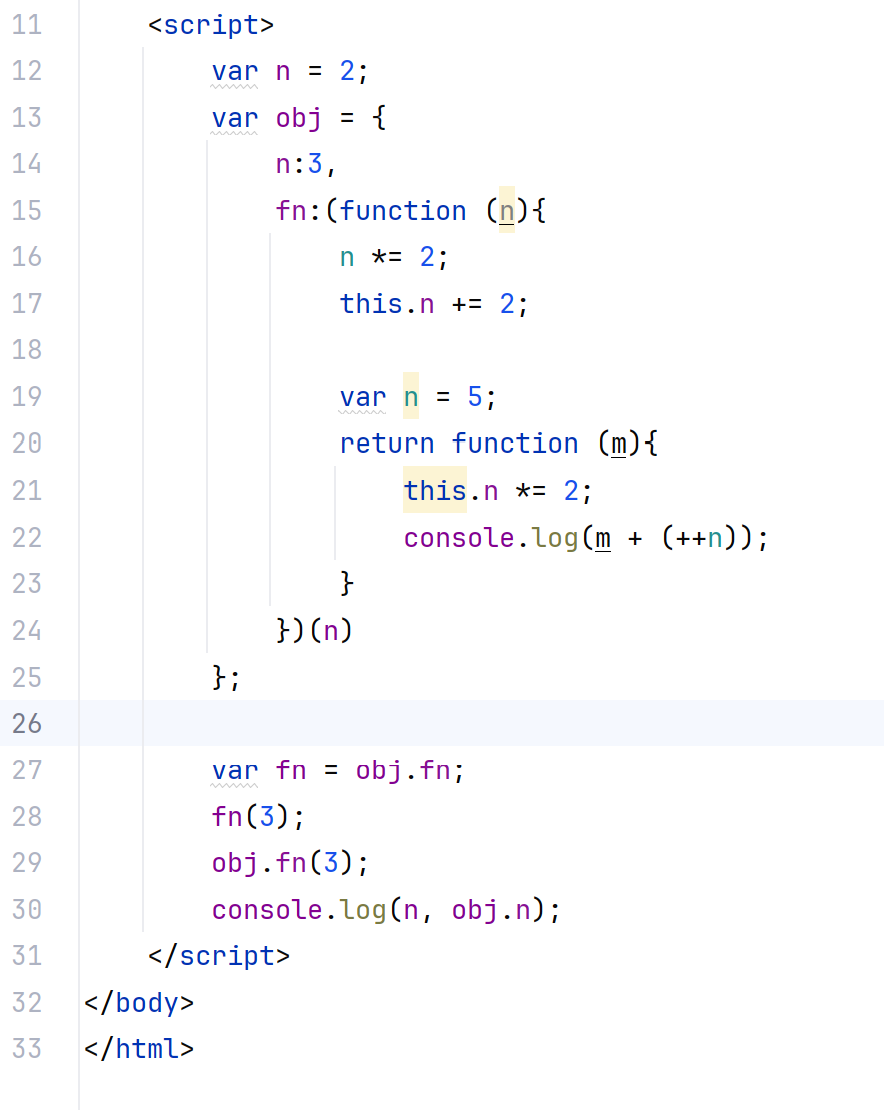 11 <script>
12 var n = 2;
13 var obj = {
14 n:3,
15 fn:(function (n){
16 n *= 2;
17 this.n += 2;
18
19 var n = 5;
20 return function (m){
21 this.n *= 2;
22 console.log(m + (++n));
23 }
24 })(n)
25 };
26
27 var fn = obj.fn;
28 fn(3);
29 obj.fn(3);
30 console.log(n, obj.n);
31 </script>
32 </body>
33 </html>